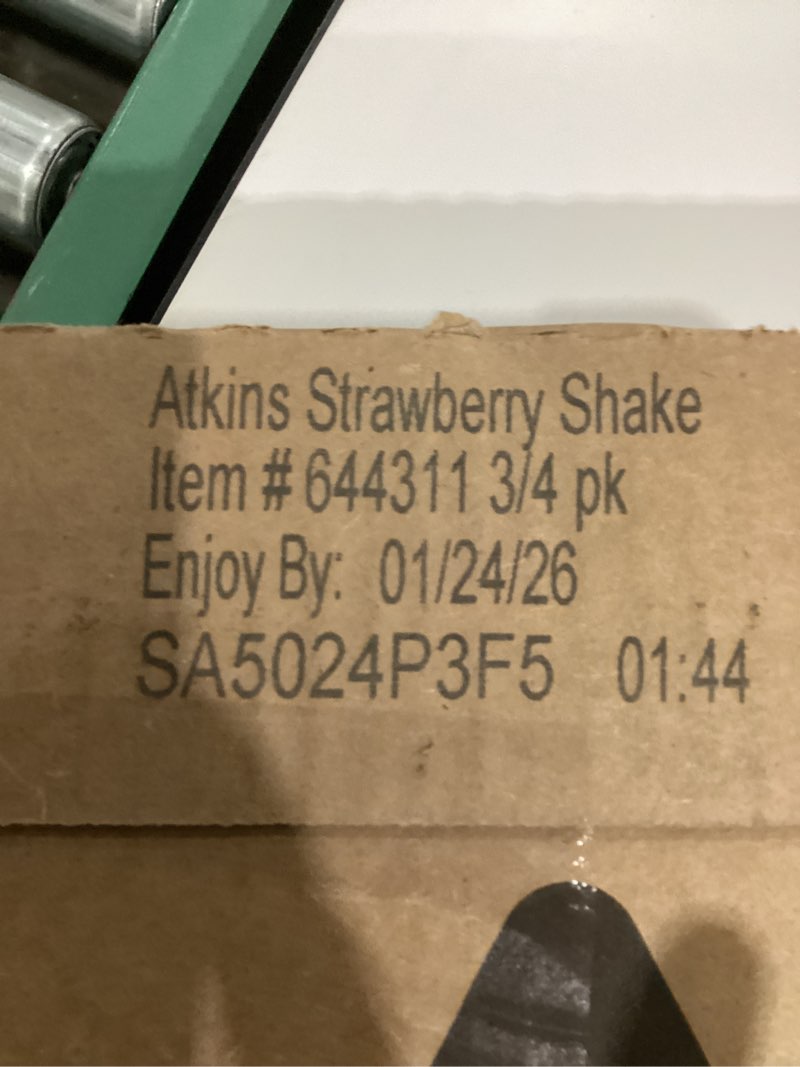 Atkins Strawberry Shake
Item # 644311 3/4 pk
Enjoy By: 01/24/26
SA5024P3F5 01:44